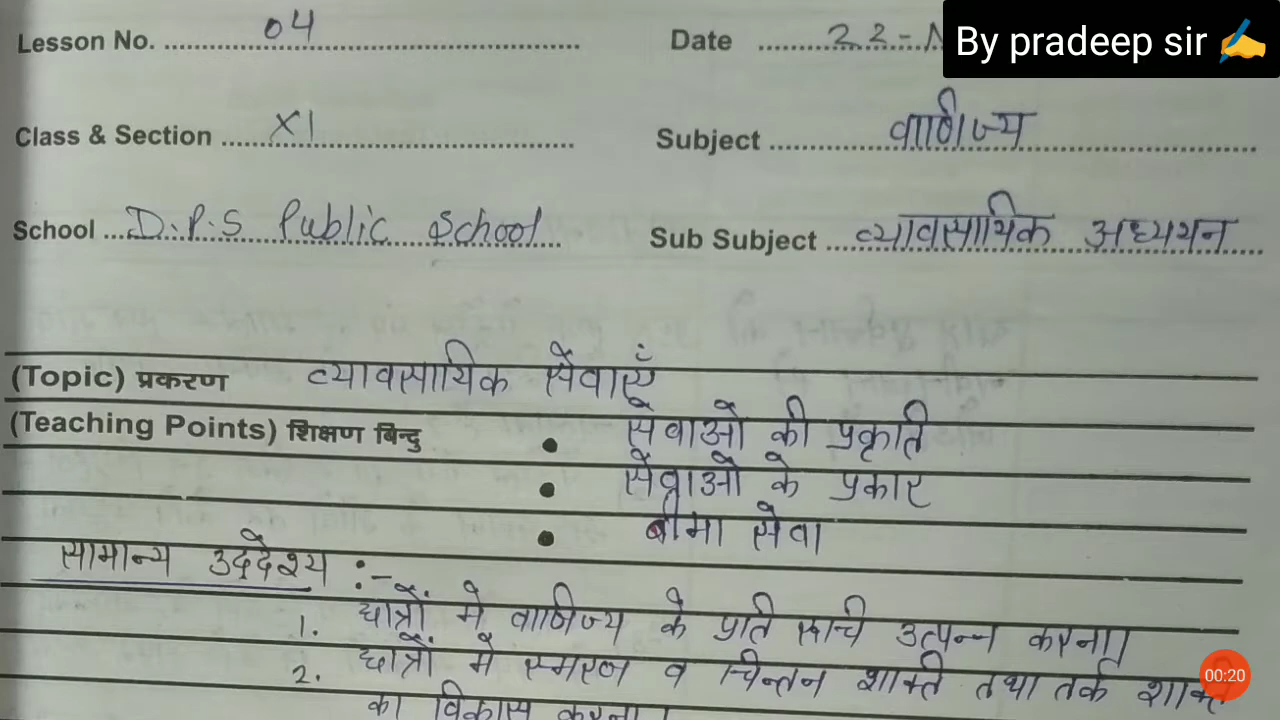 Lesson No. 04 Date 22-N
By pradeep sir ✍️
Class & Section XI Subject वाणिज्य
School D.P.S Public School Sub Subject व्यावसायिक अध्ययन
(Topic) प्रकरण व्यावसायिक सेवाएँ
(Teaching Points) शिक्षण बिन्दु • सेवाओ की प्रकृति
• सेवाओ के प्रकार
• बीमा सेवा
सामान्य उद्देश्य :-
1. छात्रों मे वाणिज्य के प्रति रूचि उत्पन्न करना।
2. छात्रों मे स्मरण व चिन्तन शक्ति तथा तर्क शक्ति
का विकास करना।
00:20